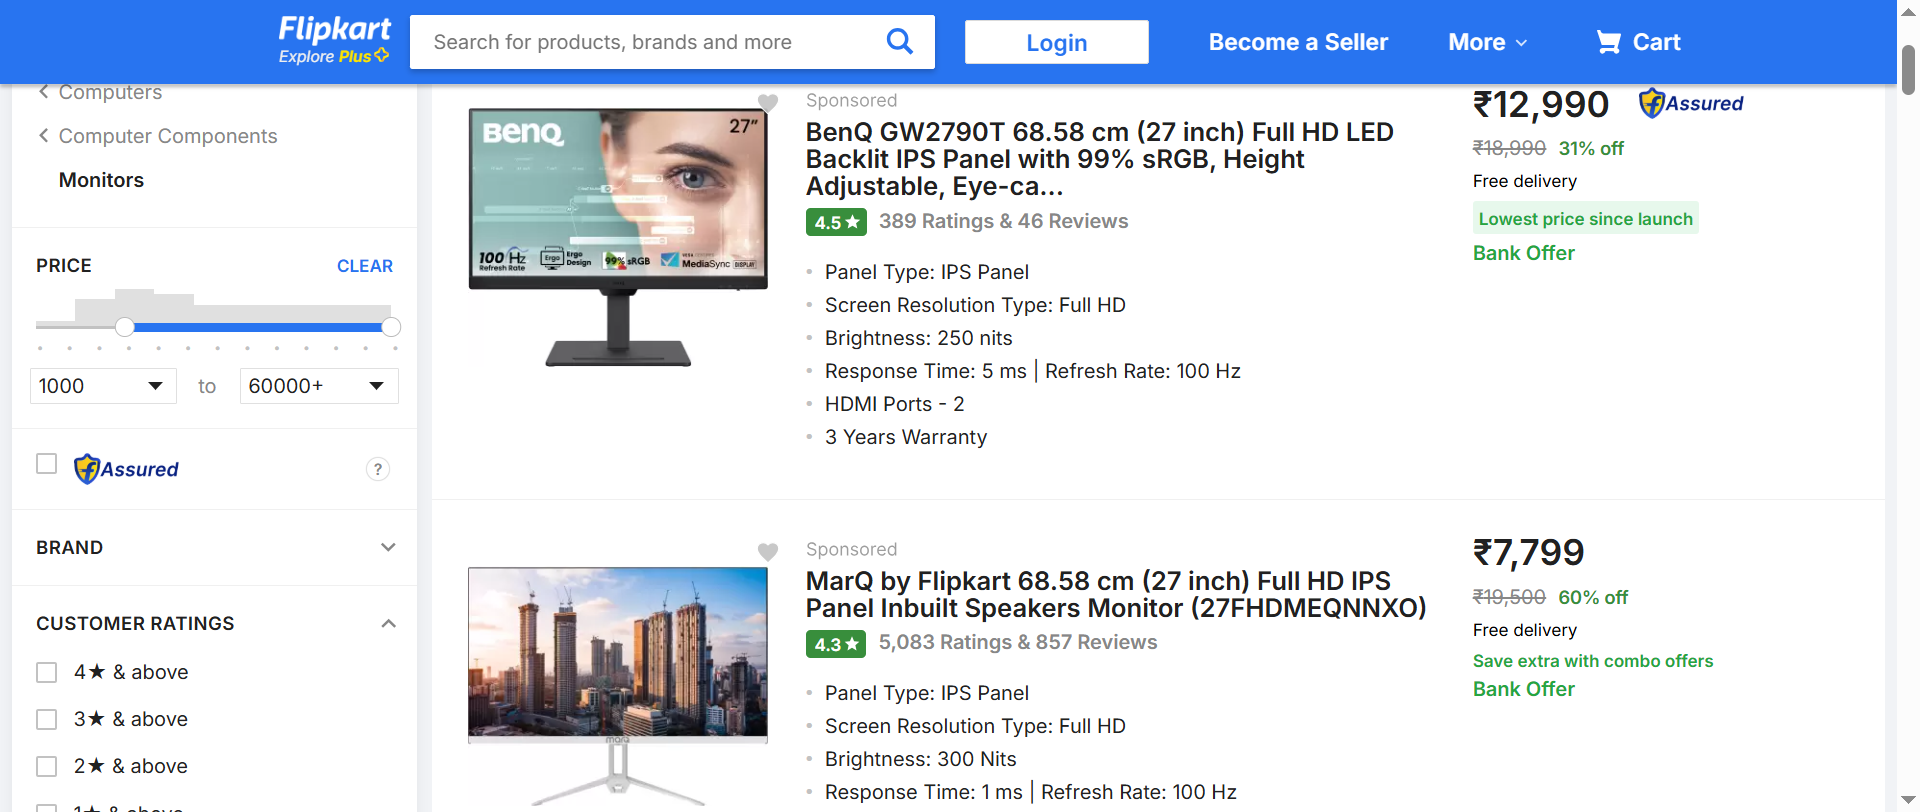 Flipkart
Explore Plus
Search for products, brands and more
Login
Become a Seller
More
Cart
Computers
Computer Components
Monitors
PRICE
CLEAR
1000
to
60000+
Assured
?
BRAND
CUSTOMER RATINGS
4★ & above
3★ & above
2★ & above
1★ & above
BenQ
27”
100 Hz
Refresh Rate
Ergo
Ergo
Design
99% sRGB
MediaSync
DISPLAY
Sponsored
BenQ GW2790T 68.58 cm (27 inch) Full HD LED
Backlit IPS Panel with 99% sRGB, Height
Adjustable, Eye-ca...
4.5★
389 Ratings & 46 Reviews
Panel Type: IPS Panel
Screen Resolution Type: Full HD
Brightness: 250 nits
Response Time: 5 ms | Refresh Rate: 100 Hz
HDMI Ports - 2
3 Years Warranty
₹12,990
Assured
₹18,990 31% off
Free delivery
Lowest price since launch
Bank Offer
marq
Sponsored
MarQ by Flipkart 68.58 cm (27 inch) Full HD IPS
Panel Inbuilt Speakers Monitor (27FHDMEQNNXO)
4.3★
5,083 Ratings & 857 Reviews
Panel Type: IPS Panel
Screen Resolution Type: Full HD
Brightness: 300 Nits
Response Time: 1 ms | Refresh Rate: 100 Hz
₹7,799
₹19,500 60% off
Free delivery
Save extra with combo offers
Bank Offer